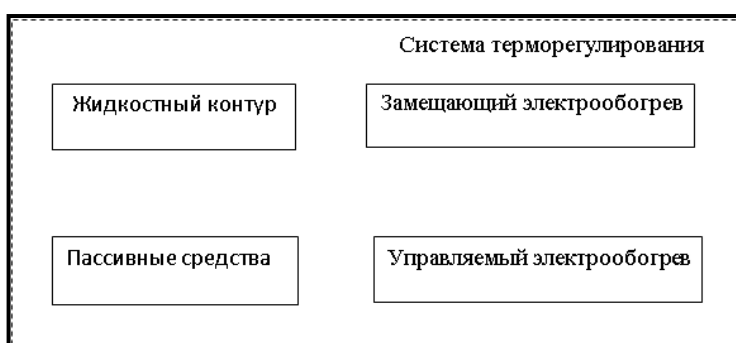 Система терморегулирования
Жидкостный контур
Замещающий электрообогрев
Пассивные средства
Управляемый электрообогрев